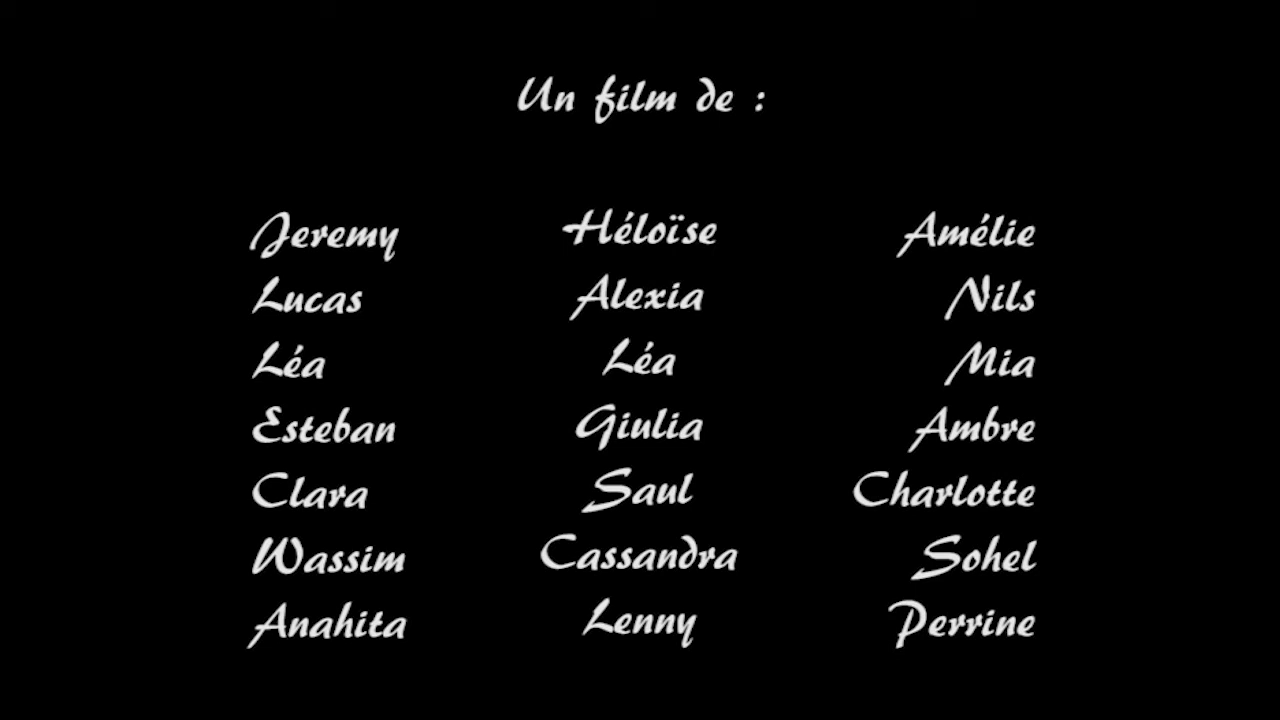 Un film de :
Jeremy Héloïse Amélie
Lucas Alexia Nils
Léa Léa Mia
Esteban Giulia Ambre
Clara Saul Charlotte
Wassim Cassandra Sohel
Anahita Lenny Perrine